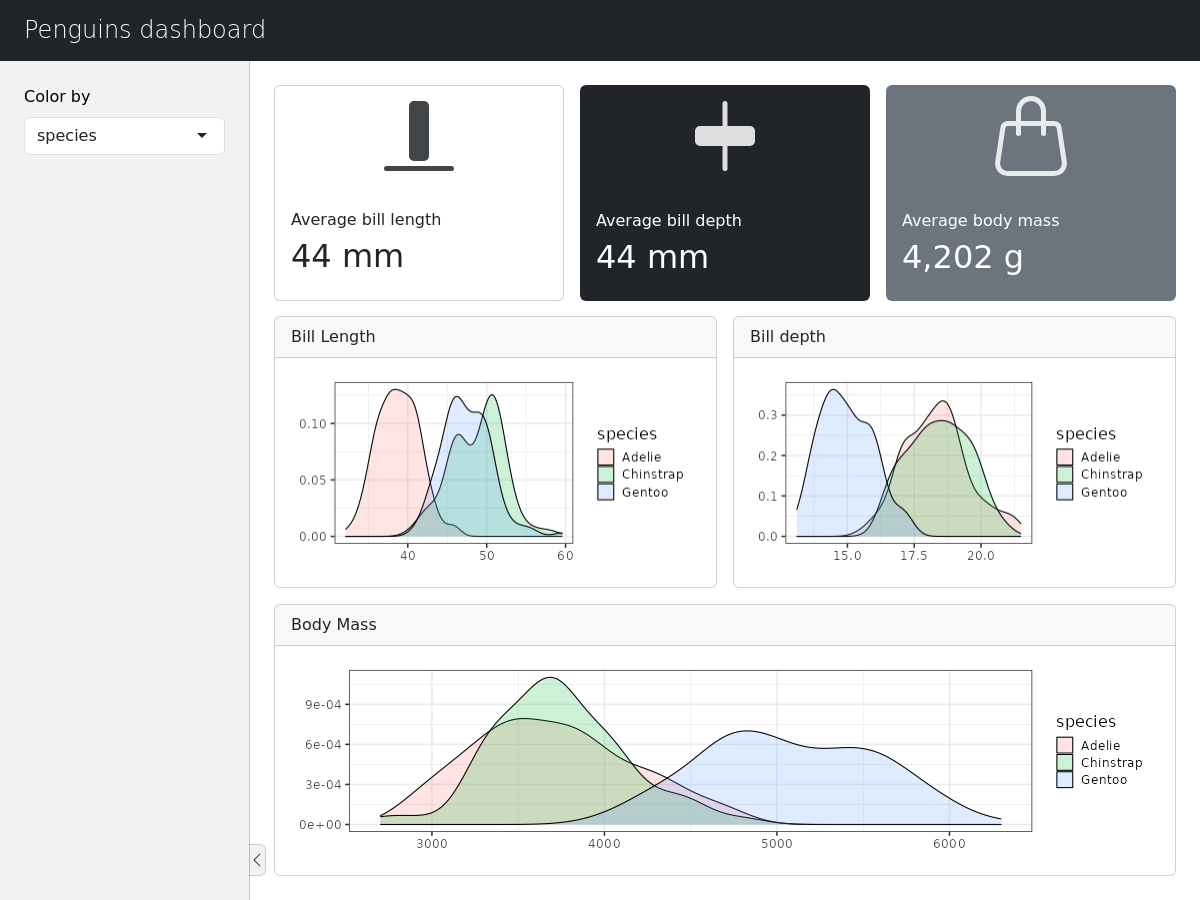 Penguins dashboard
Color by
species
Average bill length
44 mm
Average bill depth
44 mm
Average body mass
4,202 g
Bill Length
0.10
0.05
0.00
40 50 60
species
Adelie
Chinstrap
Gentoo
Bill depth
0.3
0.2
0.1
0.0
15.0 17.5 20.0
species
Adelie
Chinstrap
Gentoo
Body Mass
9e-04
6e-04
3e-04
0e+00
3000 4000 5000 6000
species
Adelie
Chinstrap
Gentoo